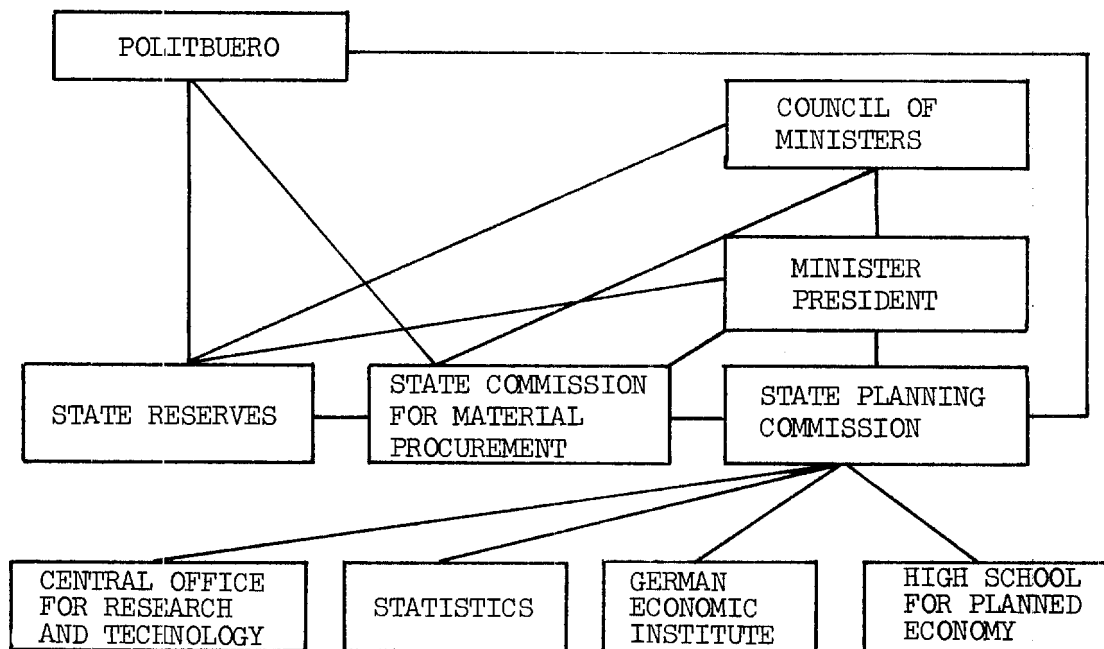 POLITBUERO
COUNCIL OF
MINISTERS
MINISTER
PRESIDENT
STATE RESERVES
STATE COMMISSION
FOR MATERIAL
PROCUREMENT
STATE PLANNING
COMMISSION
CENTRAL OFFICE
FOR RESEARCH
AND TECHNOLOGY
STATISTICS
GERMAN
ECONOMIC
INSTITUTE
HIGH SCHOOL
FOR PLANNED
ECONOMY